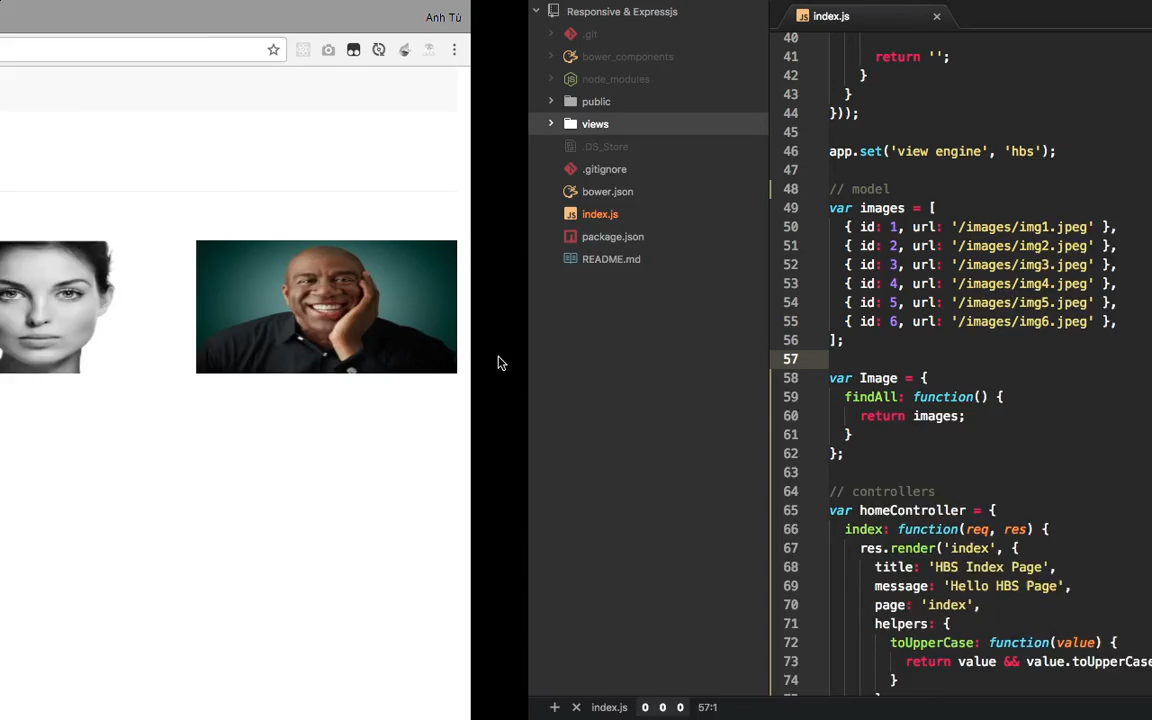 Anh Tú
Responsive & Expressjs
.git
bower_components
node_modules
public
views
.DS_Store
.gitignore
bower.json
index.js
package.json
README.md
index.js
40
41 return '';
42 }
43 }
44 }));
45
46 app.set('view engine', 'hbs');
47
48 // model
49 var images = [
50 { id: 1, url: '/images/img1.jpeg' },
51 { id: 2, url: '/images/img2.jpeg' },
52 { id: 3, url: '/images/img3.jpeg' },
53 { id: 4, url: '/images/img4.jpeg' },
54 { id: 5, url: '/images/img5.jpeg' },
55 { id: 6, url: '/images/img6.jpeg' },
56 ];
57
58 var Image = {
59 findAll: function() {
60 return images;
61 }
62 };
63
64 // controllers
65 var homeController = {
66 index: function(req, res) {
67 res.render('index', {
68 title: 'HBS Index Page',
69 message: 'Hello HBS Page',
70 page: 'index',
71 helpers: {
72 toUpperCase: function(value) {
73 return value && value.toUpperCase
74 }
index.js 0 0 0 57:1